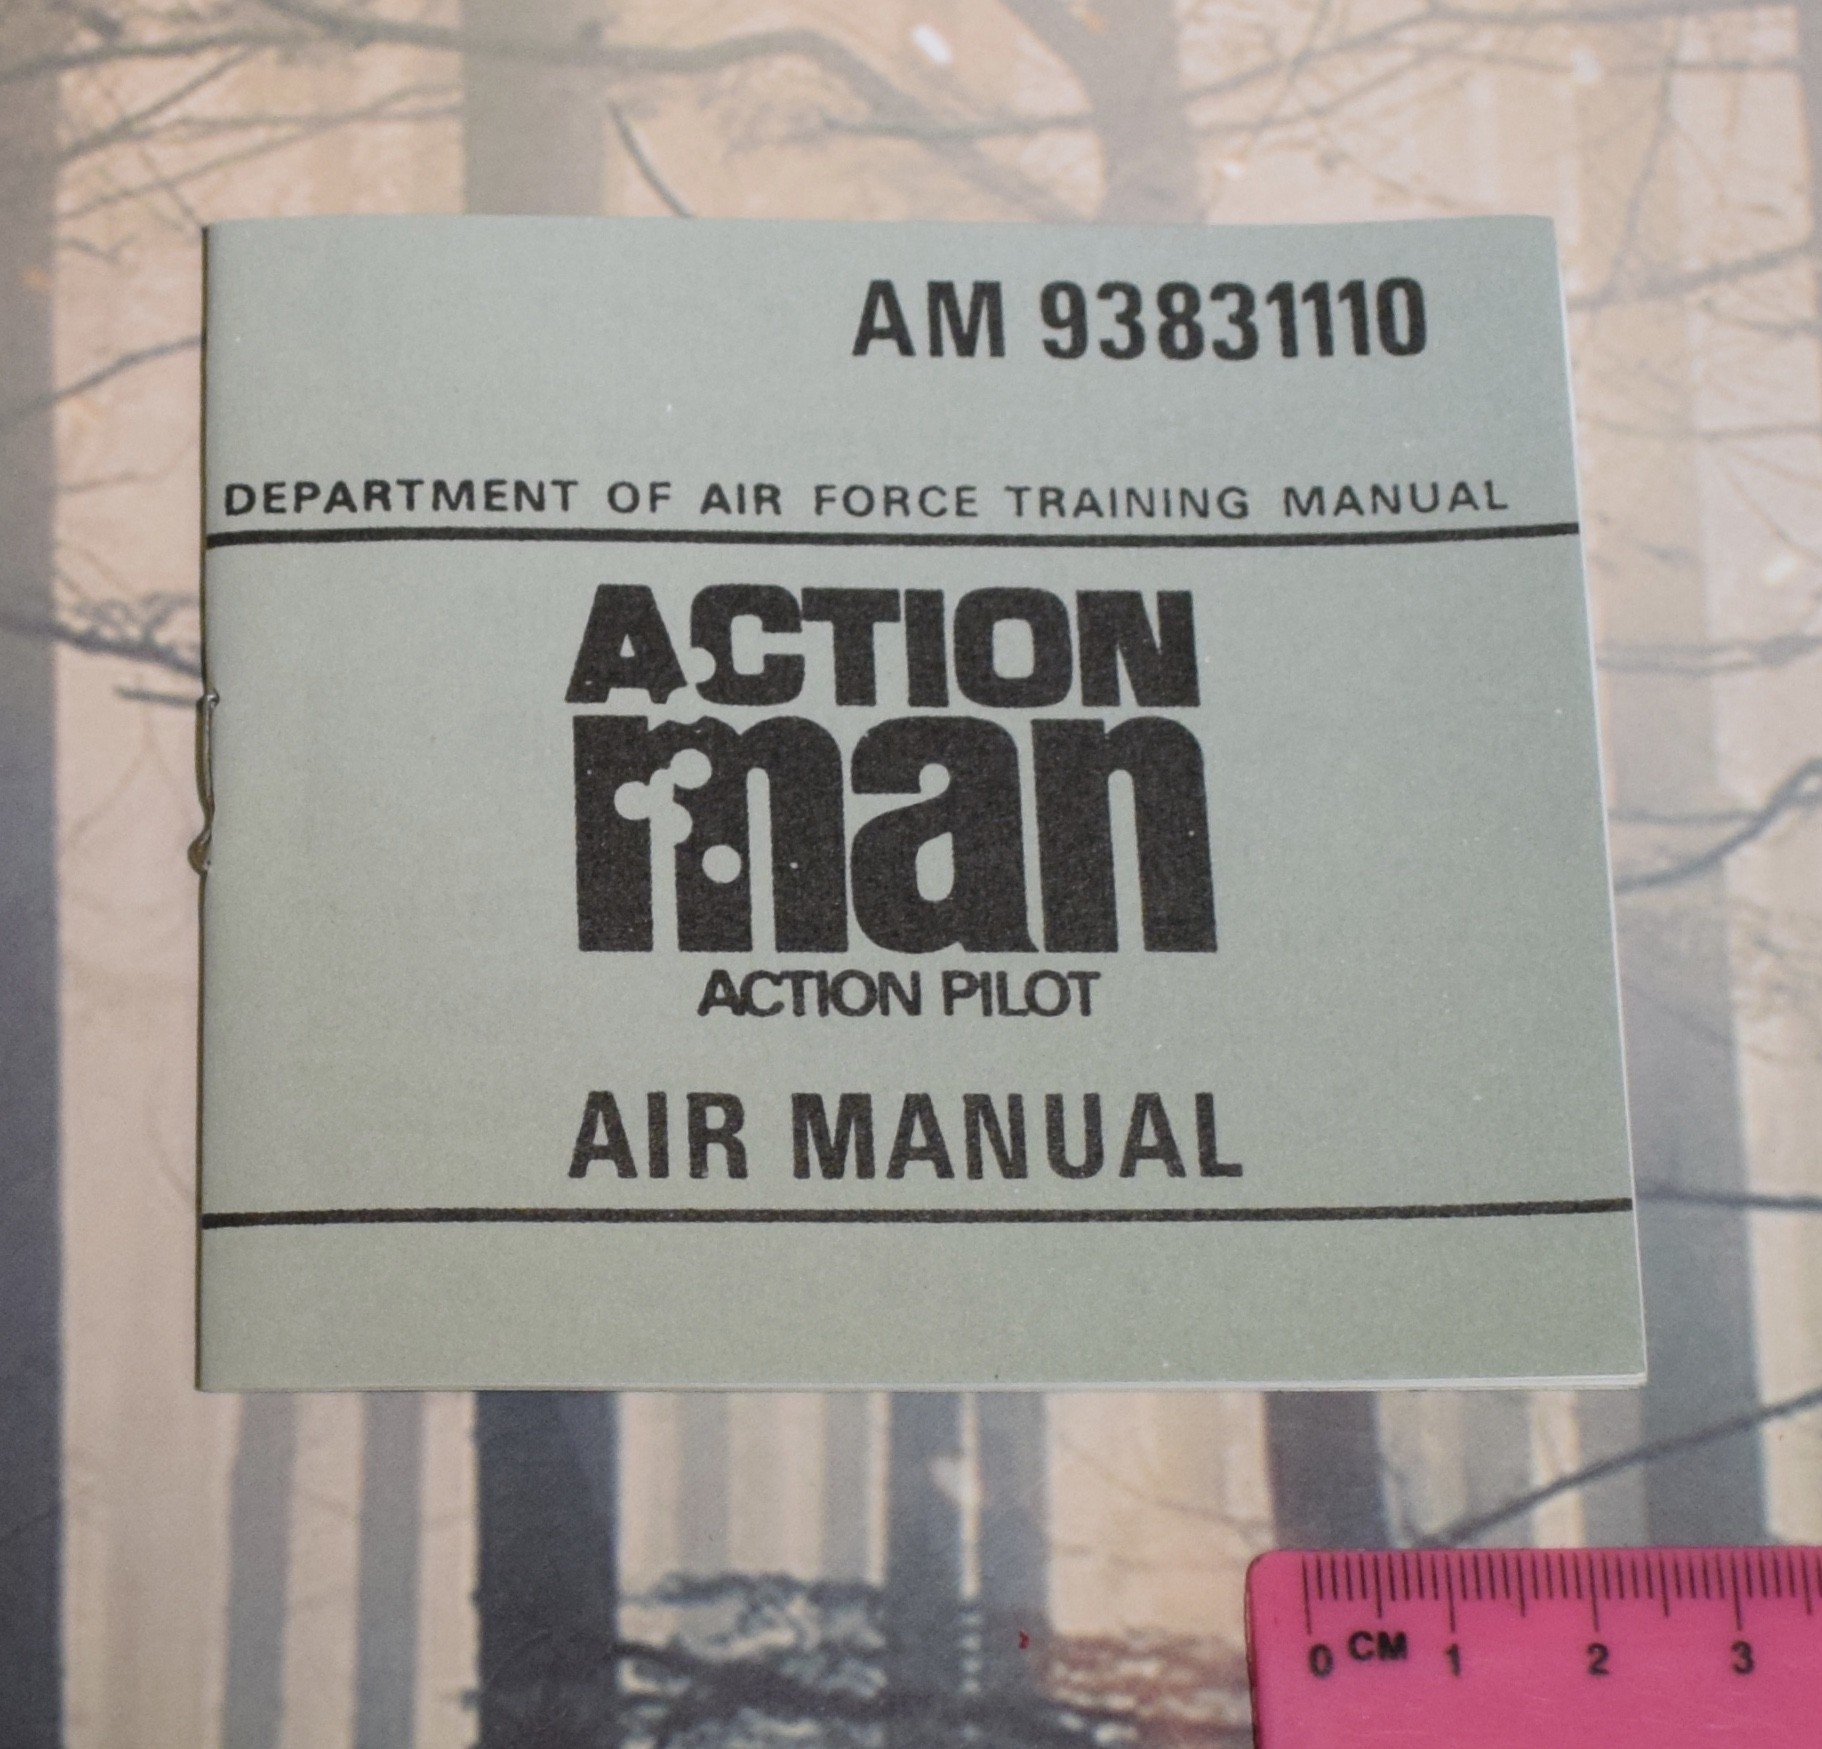 AM 93831110
DEPARTMENT OF AIR FORCE TRAINING MANUAL
ACTION
man
ACTION PILOT
AIR MANUAL
0 CM 1 2 3